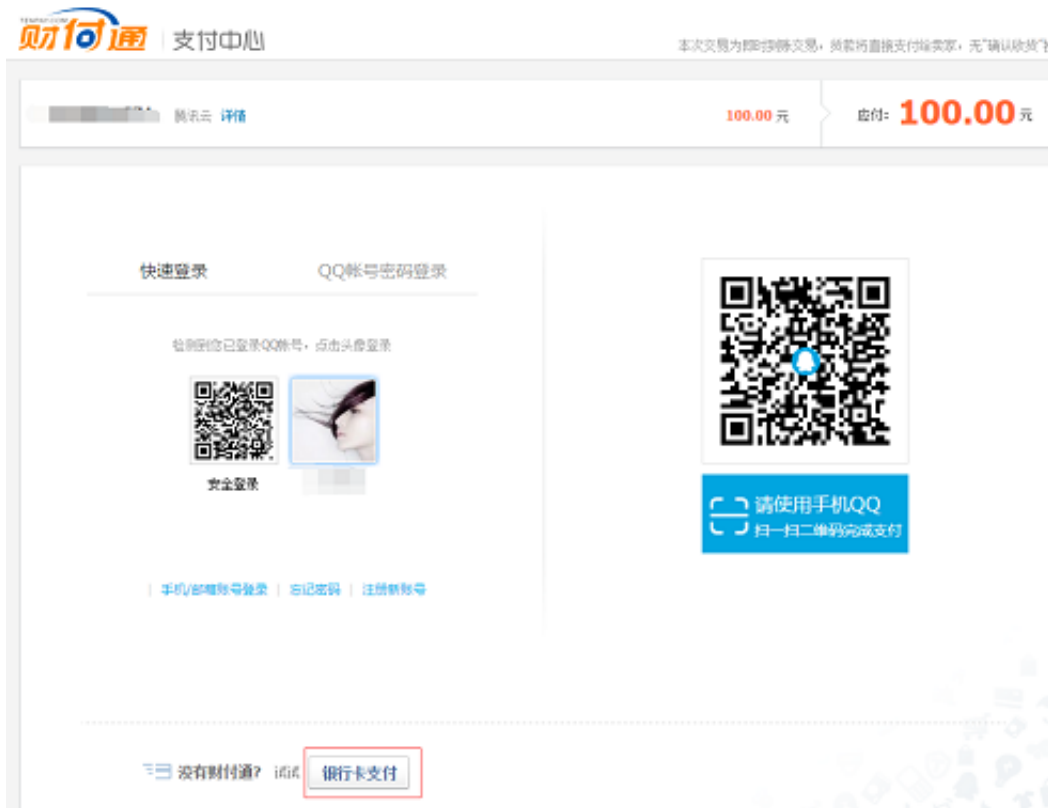 TENPAY.COM
财付通 支付中心
本次交易为即时到账交易，货款将直接支付给卖家，无"确认收货"
腾讯云 详情 100.00 元 应付: 100.00 元
快速登录 QQ帐号密码登录
检测到您已登录QQ帐号，点击头像登录
安全登录
请使用手机QQ
扫一扫二维码完成支付
| 手机/邮箱账号登录 | 忘记密码 | 注册新账号
没有财付通? 试试 银行卡支付